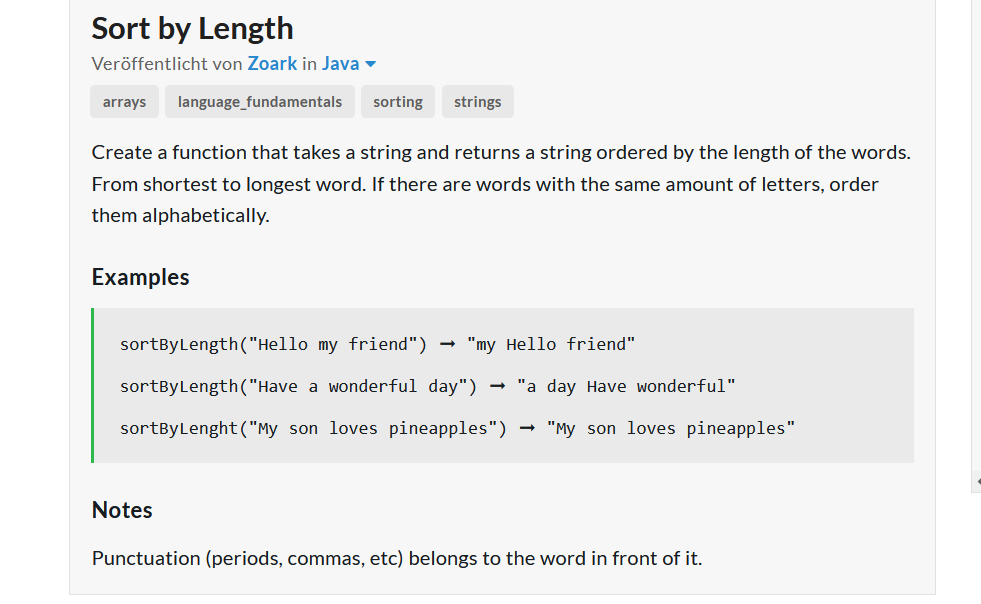 Sort by Length
Veröffentlicht von Zoark in Java
arrays language_fundamentals sorting strings
Create a function that takes a string and returns a string ordered by the length of the words.
From shortest to longest word. If there are words with the same amount of letters, order
them alphabetically.
Examples
sortByLength("Hello my friend") ➞ "my Hello friend"
sortByLength("Have a wonderful day") ➞ "a day Have wonderful"
sortByLenght("My son loves pineapples") ➞ "My son loves pineapples"
Notes
Punctuation (periods, commas, etc) belongs to the word in front of it.